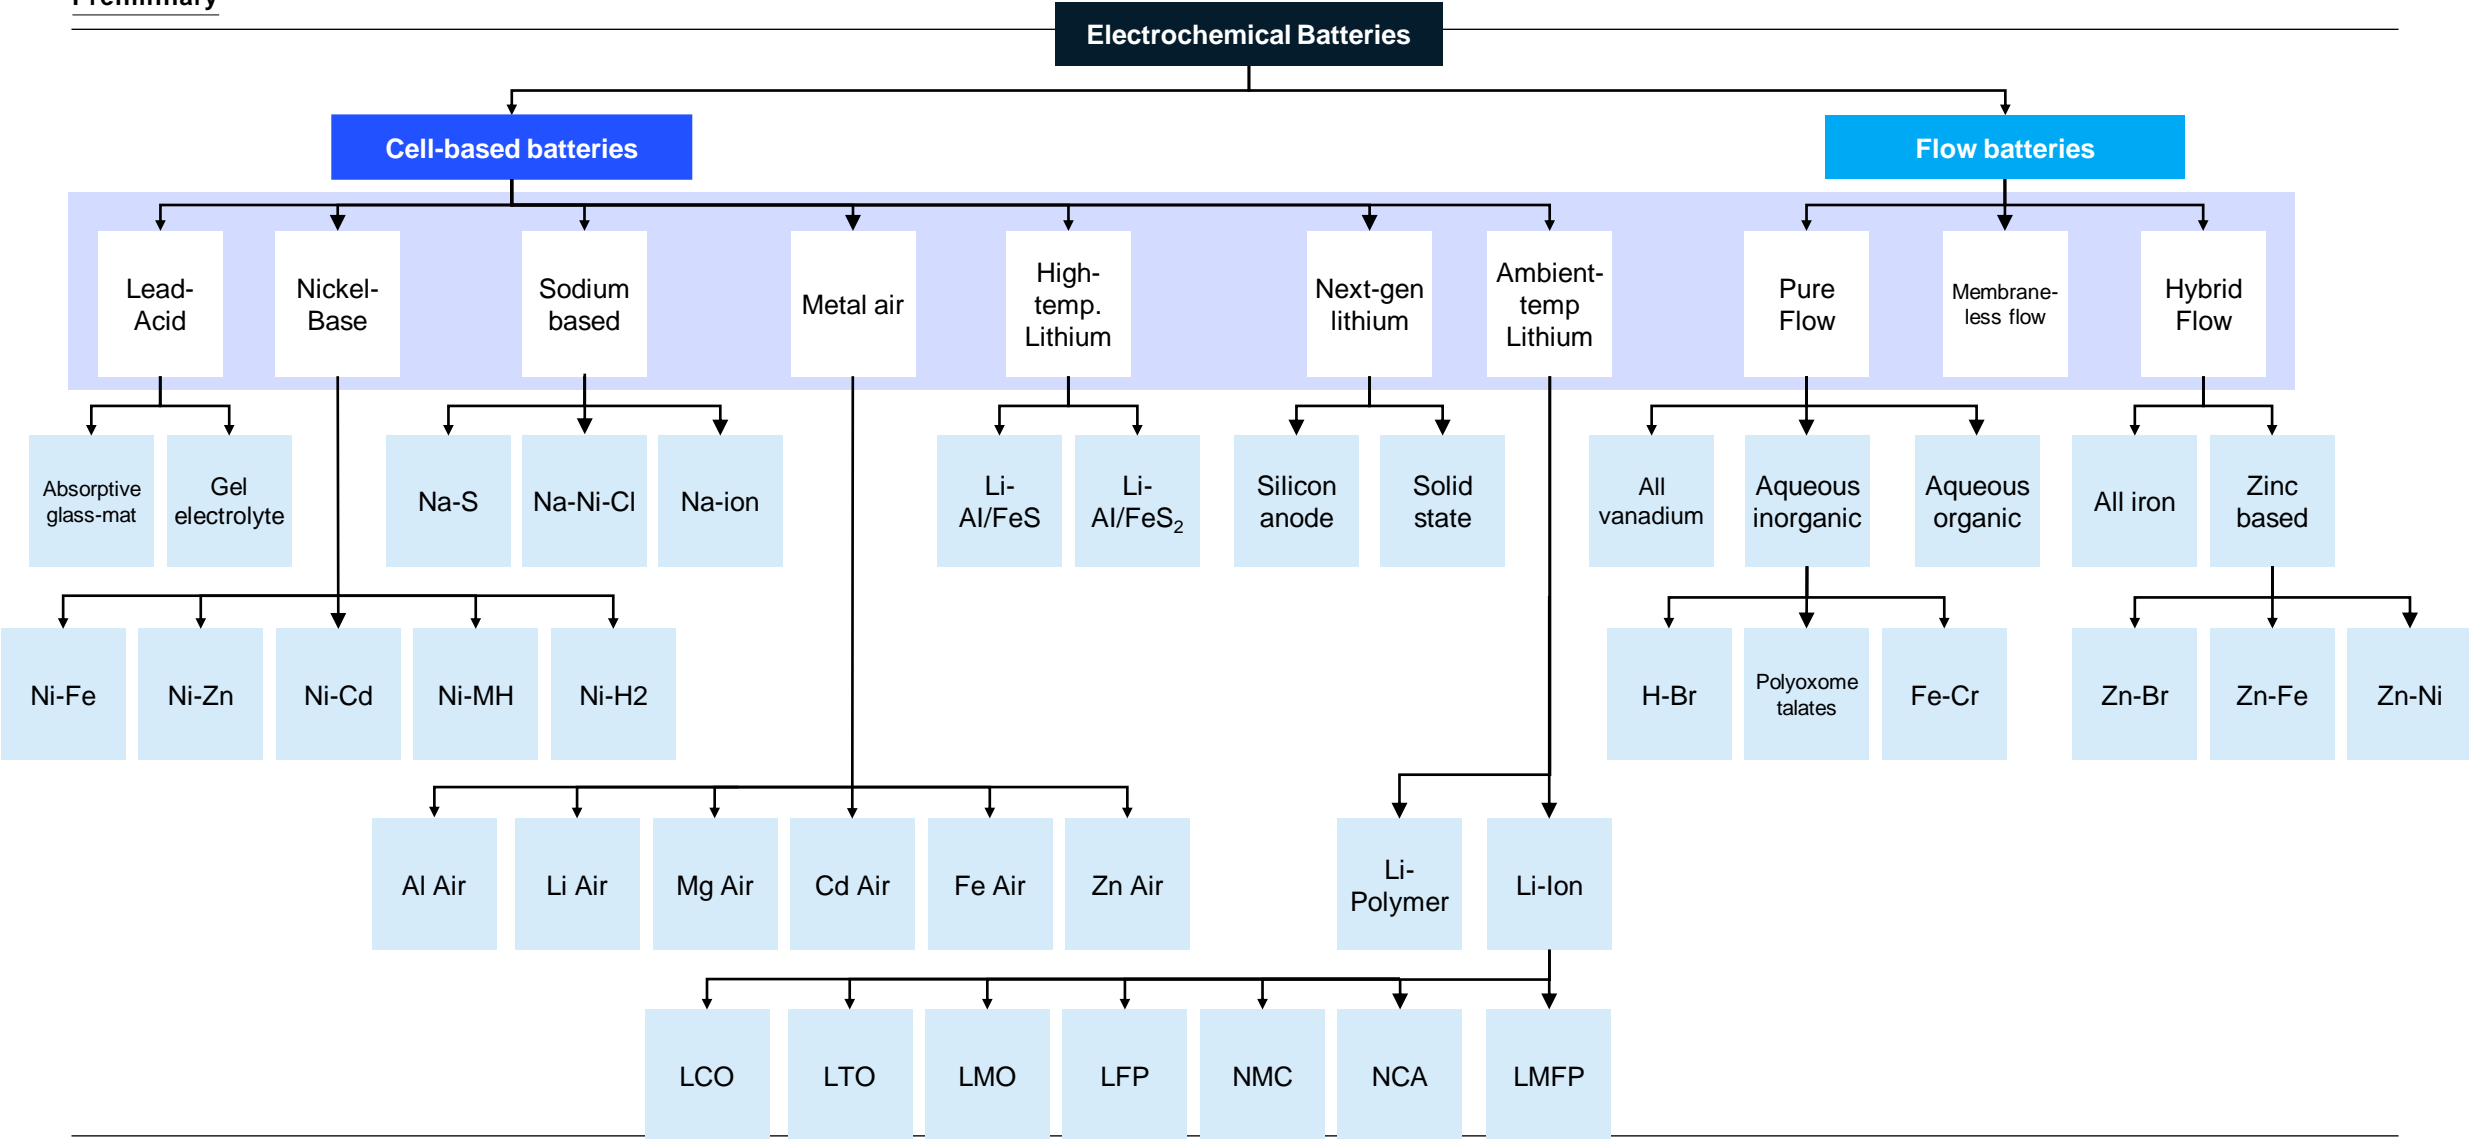 Preliminary
Electrochemical Batteries
Cell-based batteries
Flow batteries
Lead-
Acid
Nickel-
Base
Sodium
based
Metal air
High-
temp.
Lithium
Next-gen
lithium
Ambient-
temp
Lithium
Pure
Flow
Membrane-
less flow
Hybrid
Flow
Absorptive
glass-mat
Gel
electrolyte
Na-S
Na-Ni-Cl
Na-ion
Li-
Al/FeS
Li-
Al/FeS₂
Silicon
anode
Solid
state
All
vanadium
Aqueous
inorganic
Aqueous
organic
All iron
Zinc
based
Ni-Fe
Ni-Zn
Ni-Cd
Ni-MH
Ni-H2
H-Br
Polyoxome
talates
Fe-Cr
Zn-Br
Zn-Fe
Zn-Ni
Al Air
Li Air
Mg Air
Cd Air
Fe Air
Zn Air
Li-
Polymer
Li-Ion
LCO
LTO
LMO
LFP
NMC
NCA
LMFP